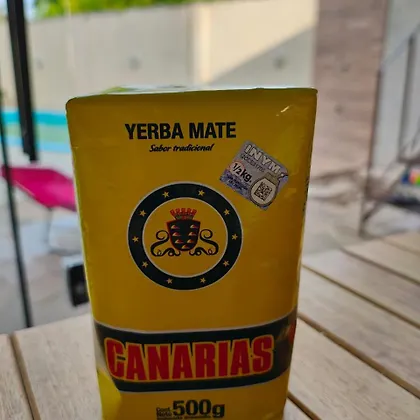 YERBA MATE
Sabor tradicional
INYM
1/2 kg.
CANARIAS
500g